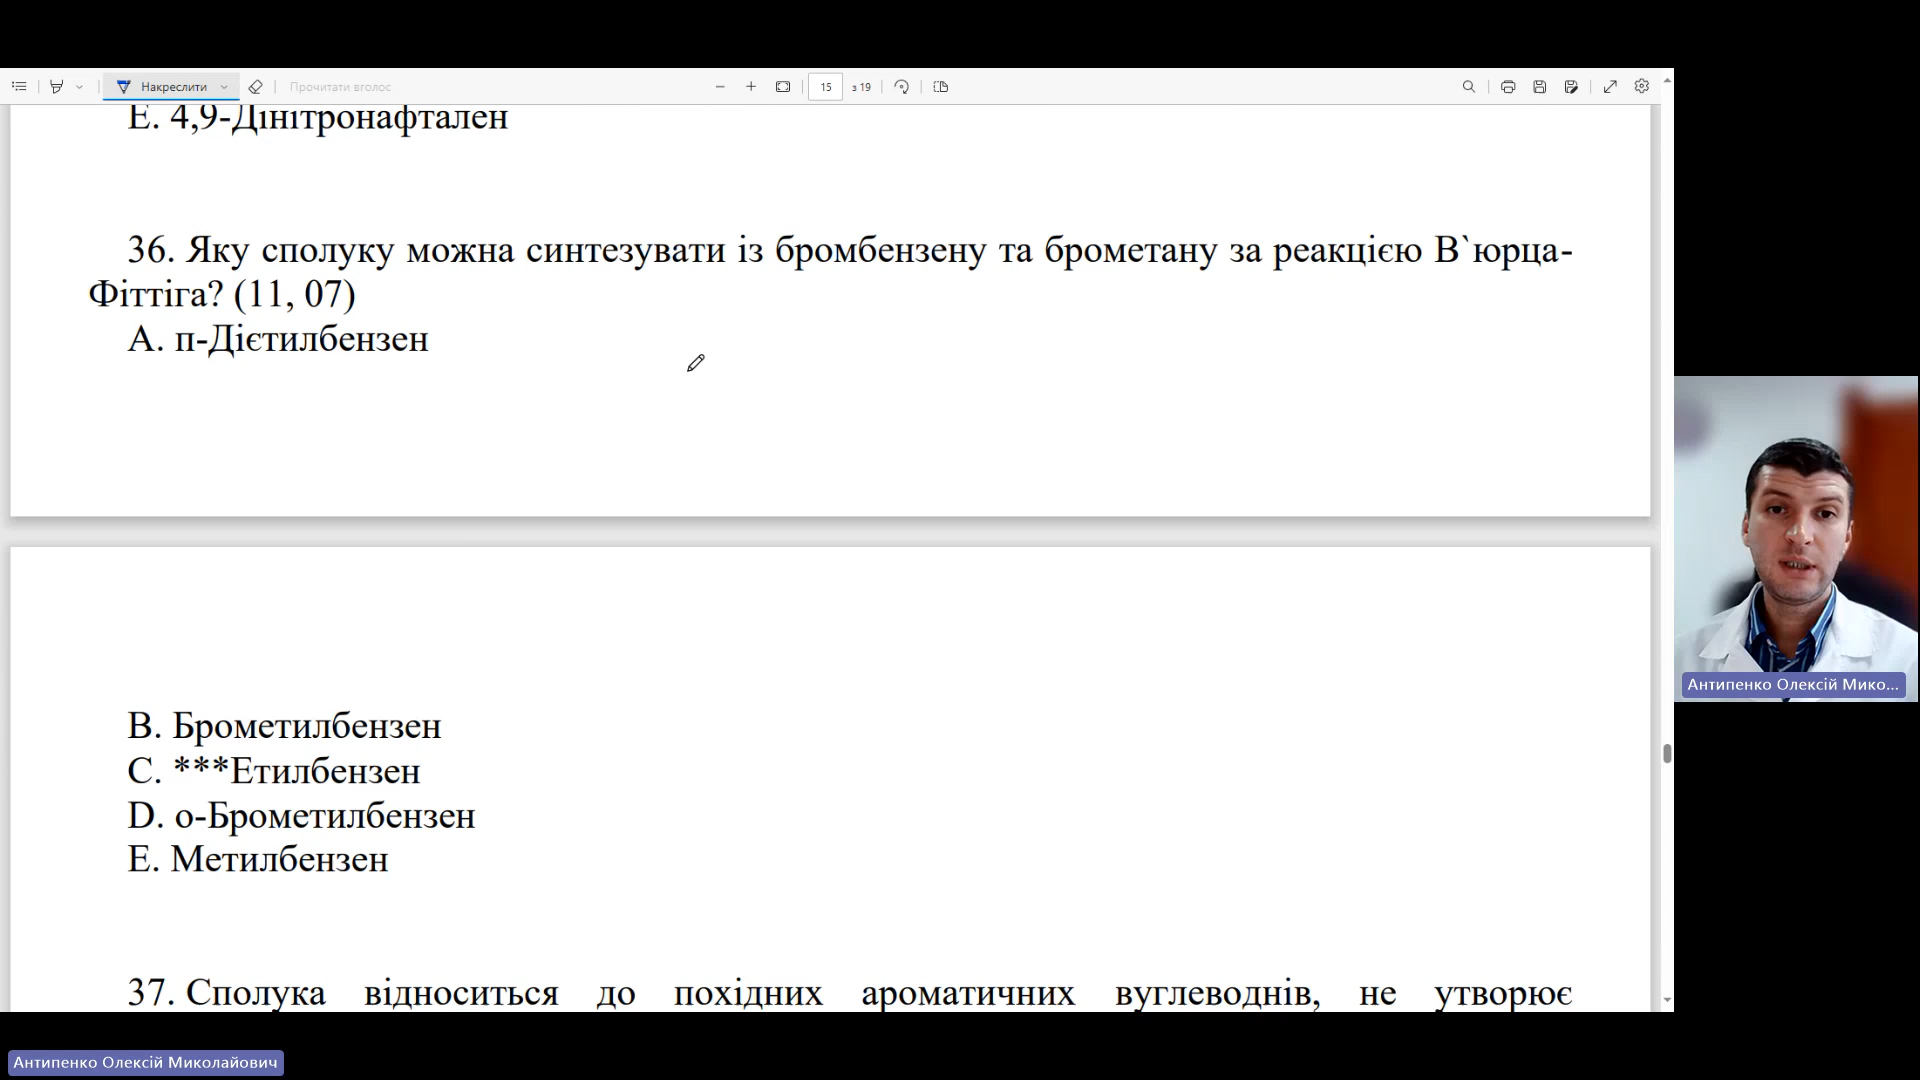 Накреслити
Прочитати вголос
15 з 19
Е. 4,9-Дінітронафтален
36. Яку сполуку можна синтезувати із бромбензену та брометану за реакцією В`юрца-
Фіттіга? (11, 07)
А. п-Дієтилбензен
В. Брометилбензен
С. ***Етилбензен
D. о-Брометилбензен
Е. Метилбензен
37. Сполука відноситься до похідних ароматичних вуглеводнів, не утворює
Антипенко Олексій Мико...
Антипенко Олексій Миколайович